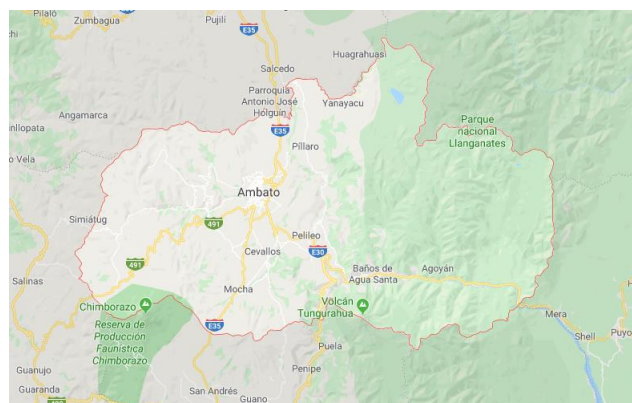 Pilaló
Zumbagua
Pujilí
E35
Huagrahuasi
Salcedo
Parroquia
Antonio José
Holguín
Yanayacu
Angamarca
Parque
nacional
Llanganates
E35
Píllaro
Ambato
Simiátug
491
Pelileo
E30
Cevallos
491
Baños de
Agua Santa
Agoyán
Salinas
Mocha
Chimborazo
Volcán
Tungurahua
Reserva de
Producción
Faunística
Chimborazo
E35
Mera
Shell
Puyo
Puela
Guanujo
Penipe
Guaranda
San Andrés
Guano